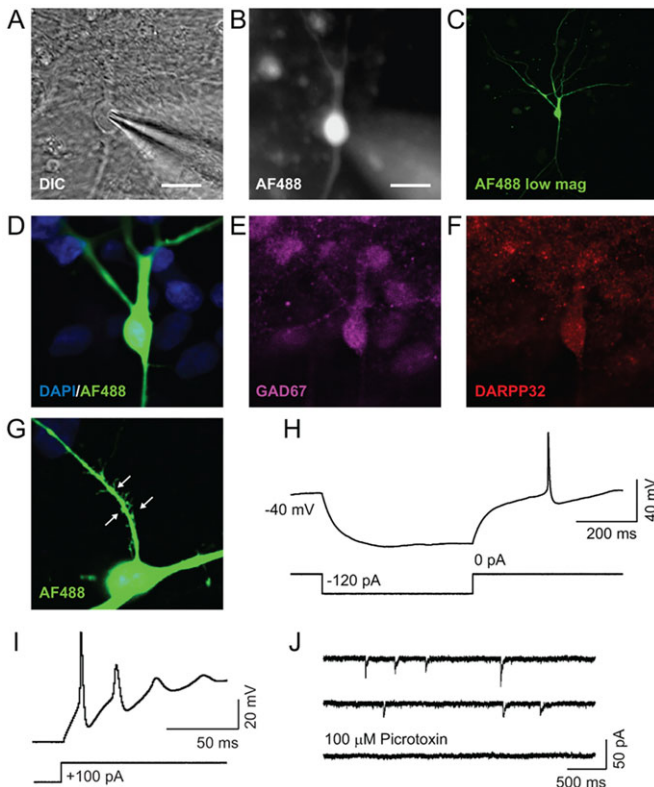 A
DIC
B
AF488
C
AF488 low mag
D
DAPI/AF488
E
GAD67
F
DARPP32
G
AF488
H
-40 mV
40 mV
200 ms
0 pA
-120 pA
I
20 mV
50 ms
+100 pA
J
100 μM Picrotoxin
50 pA
500 ms